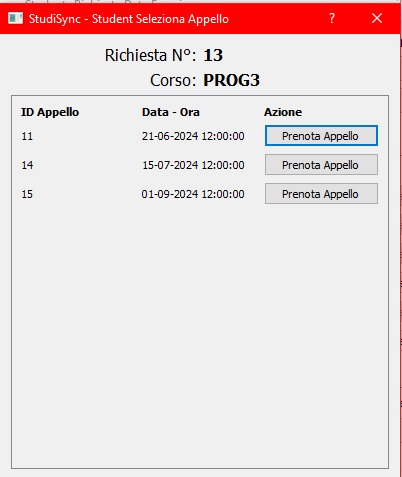 StudiSync - Student Seleziona Appello ?
Richiesta N°: 13
Corso: PROG3
ID Appello Data - Ora Azione
11 21-06-2024 12:00:00 Prenota Appello
14 15-07-2024 12:00:00 Prenota Appello
15 01-09-2024 12:00:00 Prenota Appello